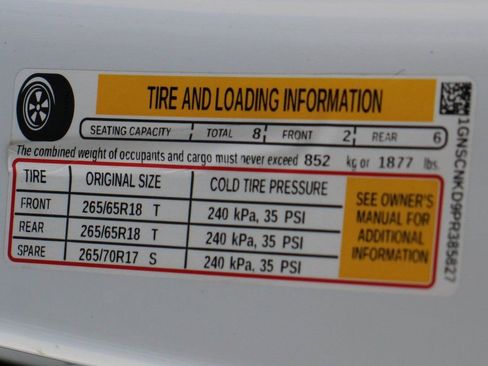 TIRE AND LOADING INFORMATION
SEATING CAPACITY TOTAL 8 FRONT 2 REAR 6
The combined weight of occupants and cargo must never exceed 852 kg or 1877 lbs.
TIRE ORIGINAL SIZE COLD TIRE PRESSURE
FRONT 265/65R18 T 240 kPa, 35 PSI
REAR 265/65R18 T 240 kPa, 35 PSI
SPARE 265/70R17 S 240 kPa, 35 PSI
SEE OWNER'S
MANUAL FOR
ADDITIONAL
INFORMATION
1GNSCNKD9PR385827